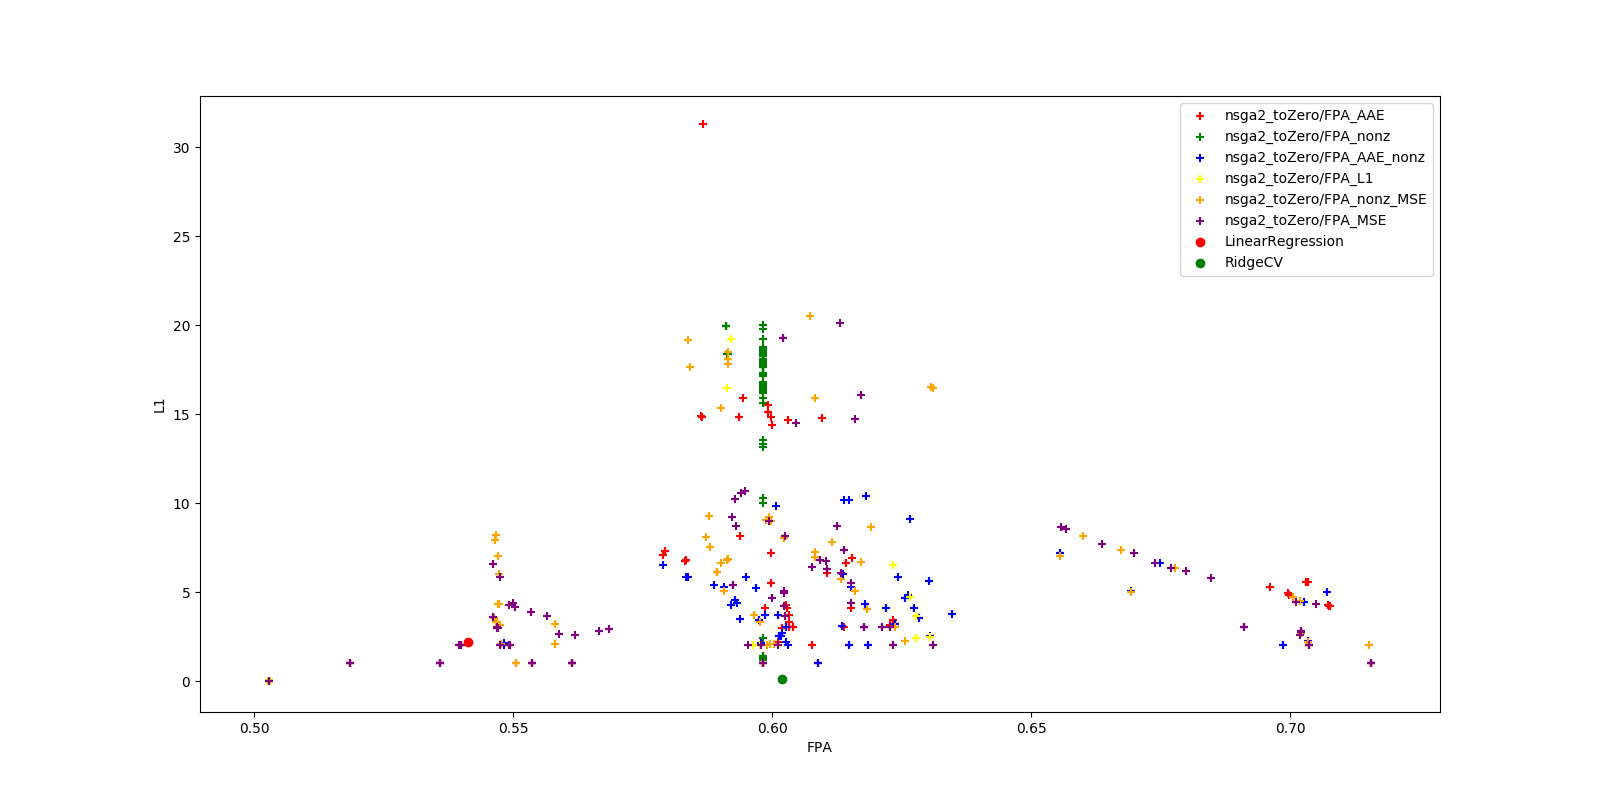 nsga2_toZero/FPA_AAE
nsga2_toZero/FPA_nonz
nsga2_toZero/FPA_AAE_nonz
nsga2_toZero/FPA_L1
nsga2_toZero/FPA_nonz_MSE
nsga2_toZero/FPA_MSE
LinearRegression
RidgeCV
30
25
20
15
10
5
0
L1
0.50 0.55 0.60 0.65 0.70
FPA